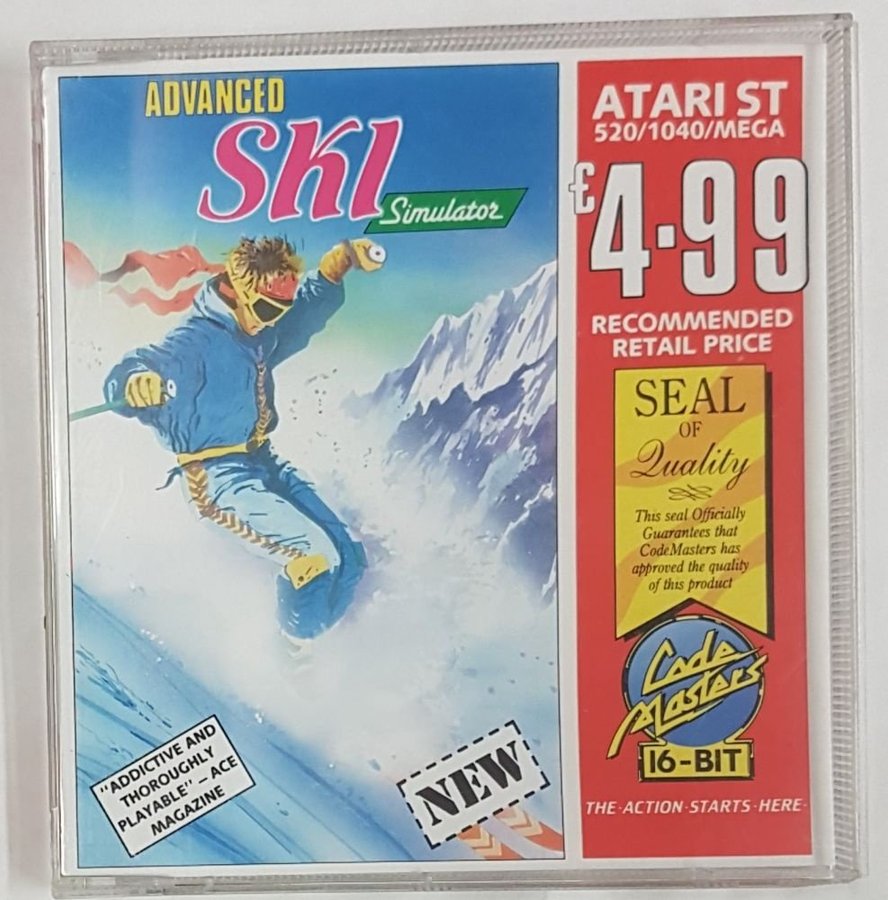 ADVANCED
SKI
Simulator
"ADDICTIVE AND
THOROUGHLY
PLAYABLE" – ACE
MAGAZINE
NEW
ATARI ST
520/1040/MEGA
£4·99
RECOMMENDED
RETAIL PRICE
SEAL
OF
Quality
This seal Officially
Guarantees that
CodeMasters has
approved the quality
of this product
Code
Masters
16-BIT
THE·ACTION·STARTS·HERE·